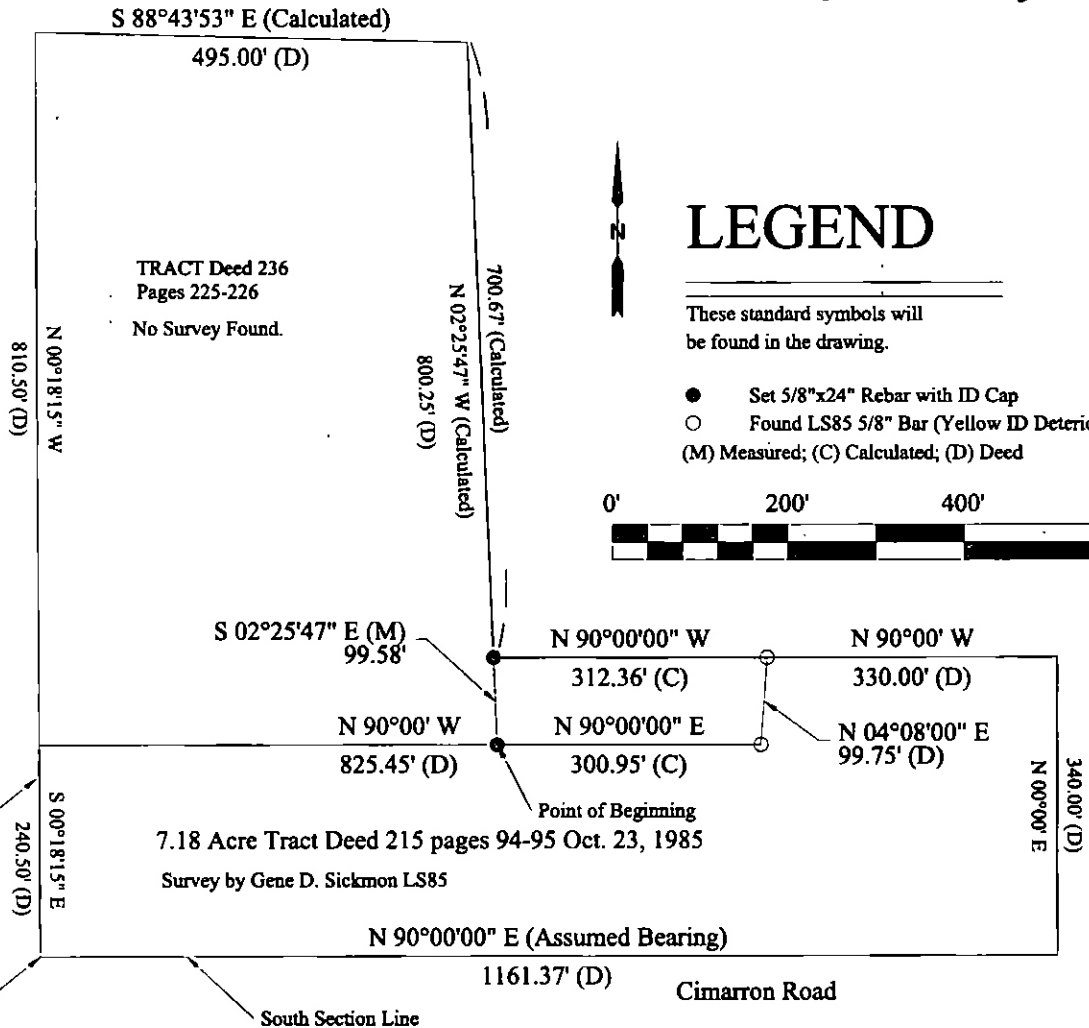 S 88°43'53" E (Calculated)
495.00' (D)
TRACT Deed 236
Pages 225-226
No Survey Found.
N 00°18'15" W
810.50' (D)
700.67' (Calculated)
N 02°25'47" W (Calculated)
800.25' (D)
N
LEGEND
These standard symbols will
be found in the drawing.
Set 5/8"x24" Rebar with ID Cap
Found LS85 5/8" Bar (Yellow ID
(M) Measured; (C) Calculated; (D) Deed
0' 200' 400'
S 02°25'47" E (M)
99.58'
N 90°00'00" W
312.36' (C)
N 90°00' W
330.00' (D)
N 90°00' W
825.45' (D)
N 90°00'00" E
300.95' (C)
N 04°08'00" E
99.75' (D)
Point of Beginning
340.00' (D)
N 00°00' E
S 00°18'15" E
240.50' (D)
7.18 Acre Tract Deed 215 pages 94-95 Oct. 23, 1985
Survey by Gene D. Sickmon LS85
N 90°00'00" E (Assumed Bearing)
1161.37' (D)
Cimarron Road
South Section Line